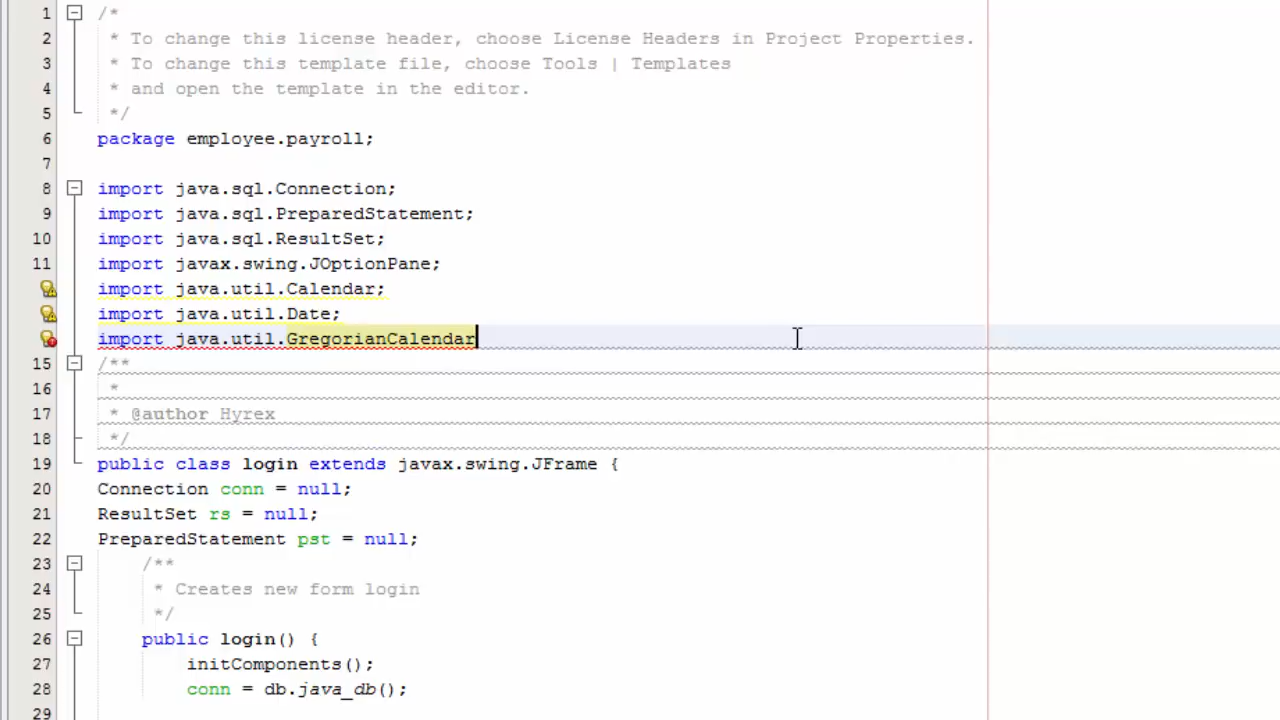 1 /*
2 * To change this license header, choose License Headers in Project Properties.
3 * To change this template file, choose Tools | Templates
4 * and open the template in the editor.
5 */
6 package employee.payroll;
7
8 import java.sql.Connection;
9 import java.sql.PreparedStatement;
10 import java.sql.ResultSet;
11 import javax.swing.JOptionPane;
import java.util.Calendar;
import java.util.Date;
import java.util.GregorianCalendar
15 /**
16 *
17 * @author Hyrex
18 */
19 public class login extends javax.swing.JFrame {
20 Connection conn = null;
21 ResultSet rs = null;
22 PreparedStatement pst = null;
23 /**
24 * Creates new form login
25 */
26 public login() {
27 initComponents();
28 conn = db.java_db();
29